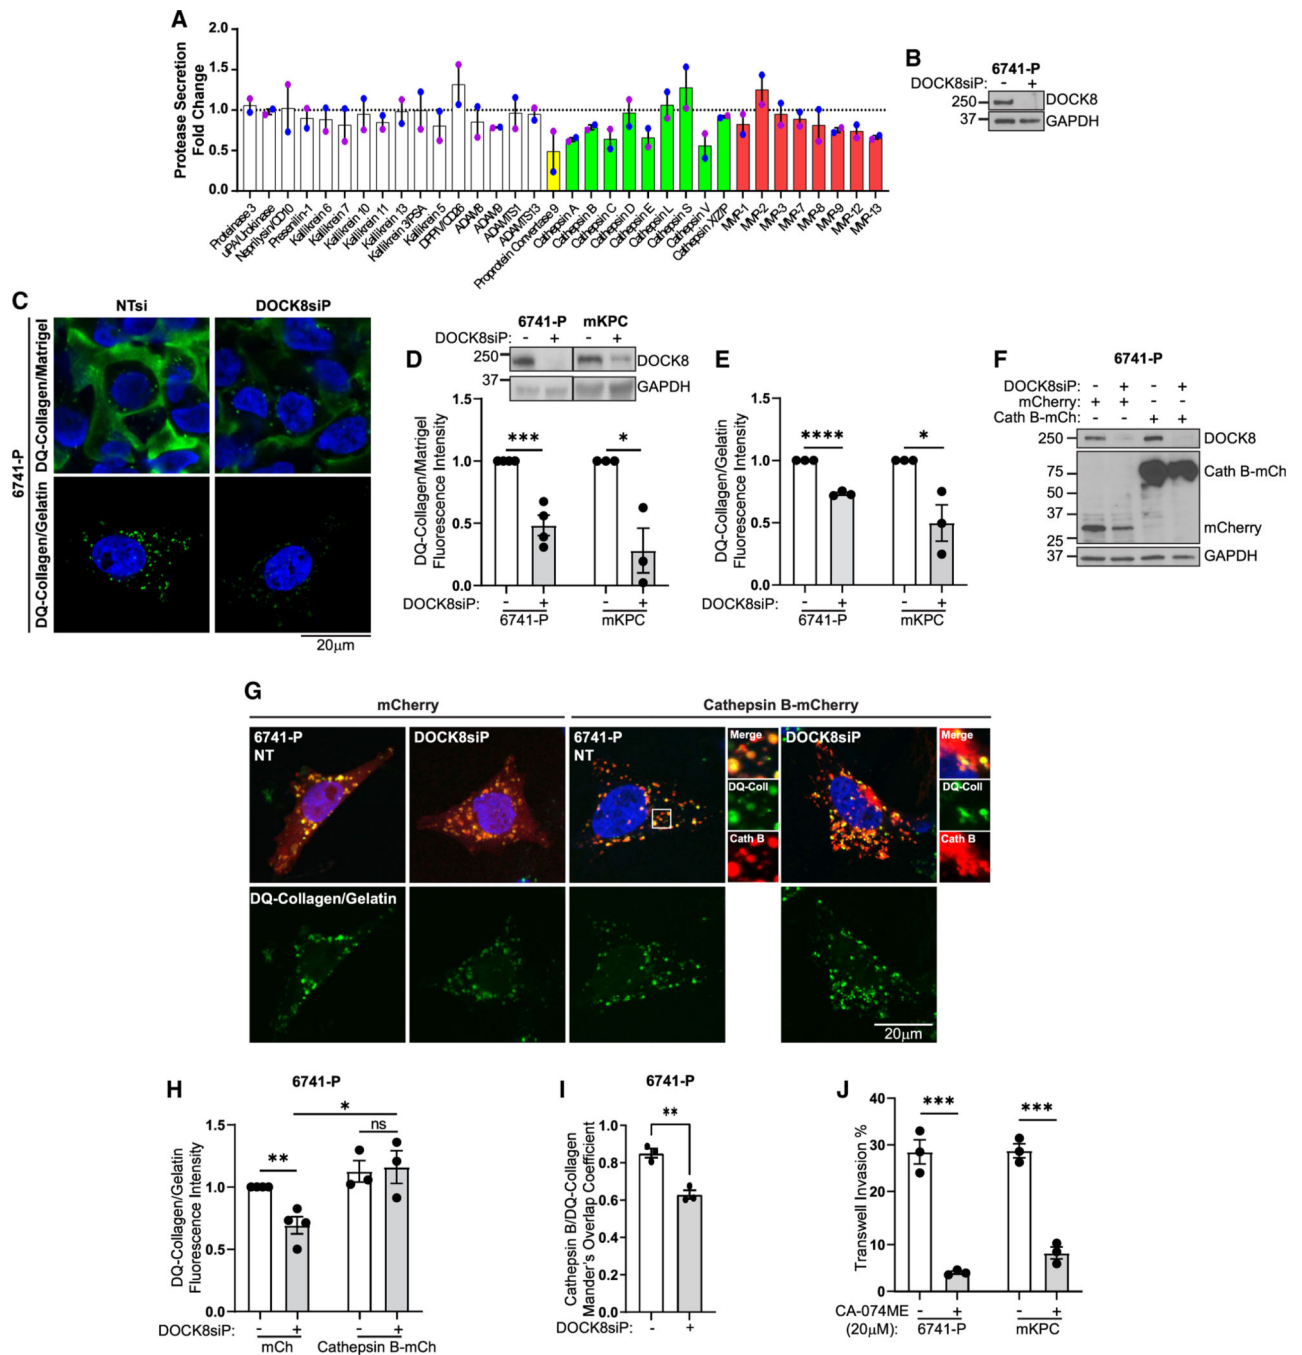 A
Protease Secretion
Fold Change
2.0
1.5
1.0
0.5
0.0
Proteinase 3
uPA/Urokinase
Neprilysin/CD10
Presenilin-1
Kallikrein 6
Kallikrein 7
Kallikrein 10
Kallikrein 11
Kallikrein 13
Kallikrein 3/PSA
Kallikrein 5
DPPIV/CD26
ADAM8
ADAM9
ADAMTS1
ADAMTS13
Proprotein Convertase 9
Cathepsin A
Cathepsin B
Cathepsin C
Cathepsin D
Cathepsin E
Cathepsin L
Cathepsin S
Cathepsin V
Cathepsin X/Z/P
MMP-1
MMP-2
MMP-3
MMP-7
MMP-8
MMP-9
MMP-12
MMP-13
B
6741-P
DOCK8siP: - +
250 DOCK8
37 GAPDH
C
NTsi DOCK8siP
6741-P
DQ-Collagen/Matrigel
DQ-Collagen/Gelatin
20µm
D
6741-P mKPC
DOCK8siP: - + - +
250 DOCK8
37 GAPDH
DQ-Collagen/Matrigel
Fluorescence Intensity
1.5
1.0
0.5
0.0
*** *
DOCK8siP: - + - +
6741-P mKPC
E
DQ-Collagen/Gelatin
Fluorescence Intensity
1.5
1.0
0.5
0.0
**** *
DOCK8siP: - + - +
6741-P mKPC
F
6741-P
DOCK8siP: - + - +
mCherry: + + - -
Cath B-mCh: - - + +
250 DOCK8
75 Cath B-mCh
50
37
mCherry
25
37 GAPDH
G
mCherry Cathepsin B-mCherry
6741-P
NT
DOCK8siP
6741-P
NT
Merge
DQ-Coll
Cath B
DOCK8siP
Merge
DQ-Coll
Cath B
DQ-Collagen/Gelatin
20µm
H
6741-P
DQ-Collagen/Gelatin
Fluorescence Intensity
1.5
1.0
0.5
0.0
*
** ns
DOCK8siP: - + - +
mCh Cathepsin B-mCh
I
6741-P
Cathepsin B/DQ-Collagen
Mander's Overlap Coefficient
1.0
0.8
0.6
0.4
0.2
0.0
**
DOCK8siP: - +
J
Transwell Invasion %
40
30
20
10
0
*** ***
CA-074ME - + - +
(20µM): 6741-P mKPC